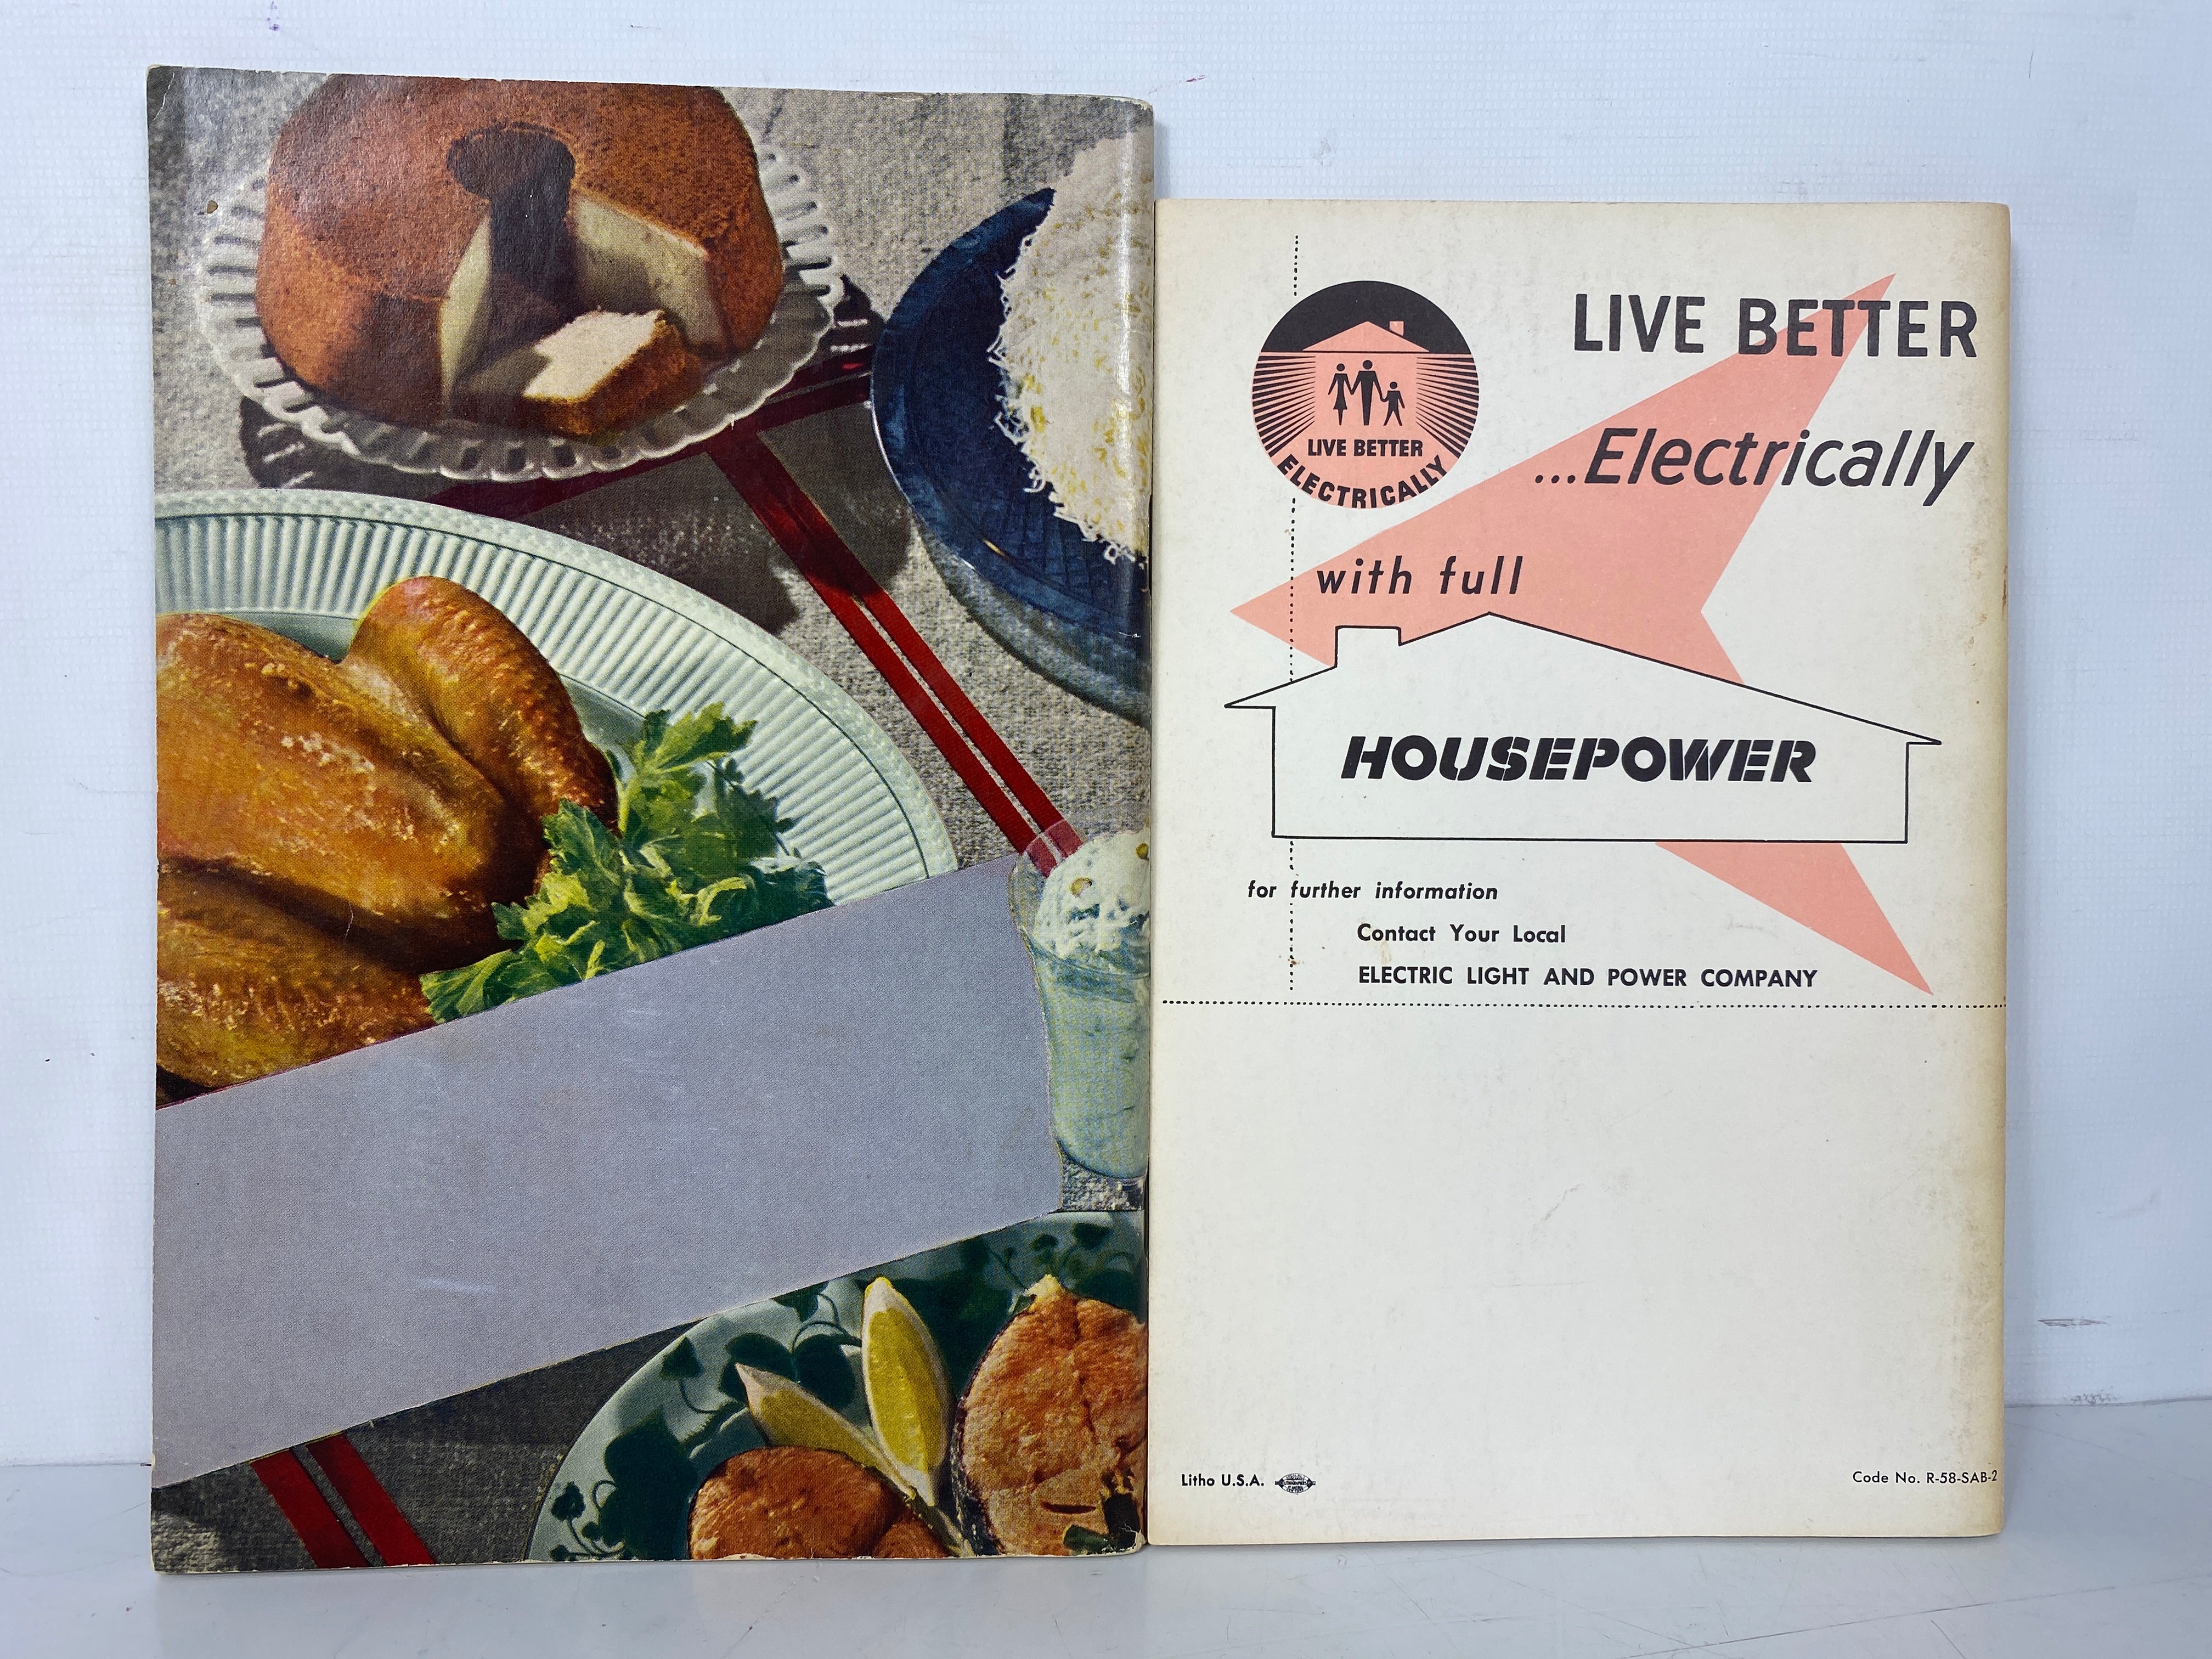 LIVE BETTER
ELECTRICALLY
LIVE BETTER
...Electrically
with full
HOUSEPOWER
for further information
Contact Your Local
ELECTRIC LIGHT AND POWER COMPANY
Litho U.S.A.
Code No. R-58-SAB-2